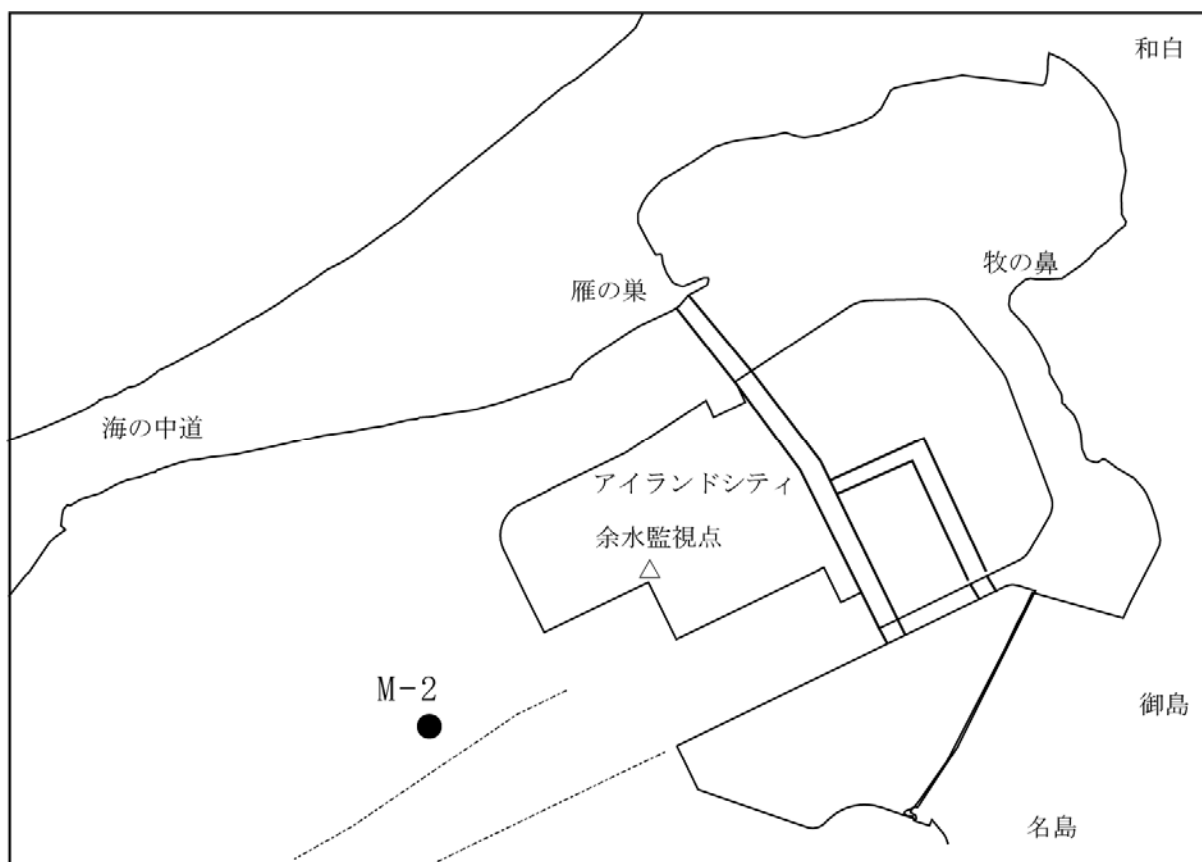 和白
牧の鼻
雁の巣
海の中道
アイランドシティ
余水監視点
M-2
御島
名島